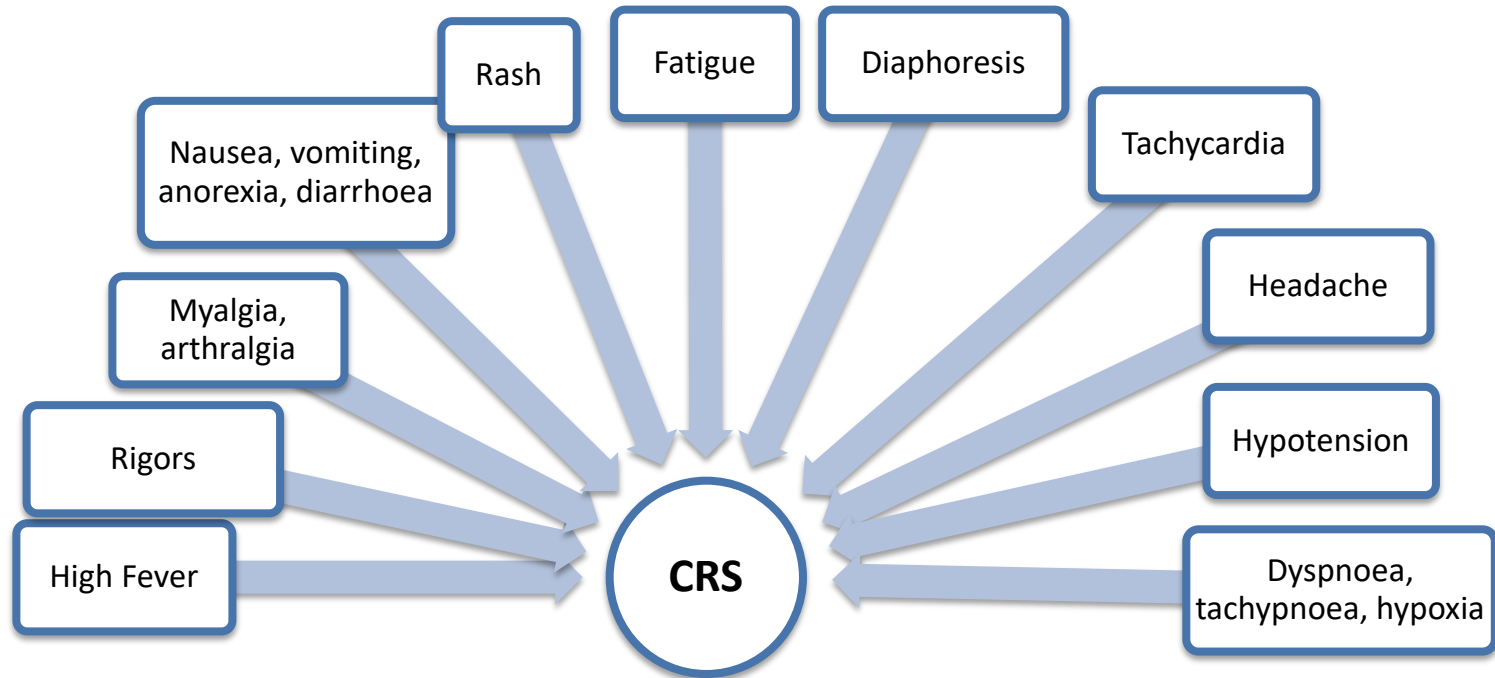 Rash
Fatigue
Diaphoresis
Tachycardia
Nausea, vomiting,
anorexia, diarrhoea
Headache
Myalgia,
arthralgia
Hypotension
Rigors
High Fever
CRS
Dyspnoea,
tachypnoea, hypoxia